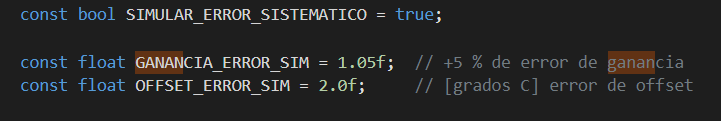 const bool SIMULAR_ERROR_SISTEMATICO = true;
const float GANANCIA_ERROR_SIM = 1.05f;  // +5 % de error de ganancia
const float OFFSET_ERROR_SIM = 2.0f;     // [grados C] error de offset